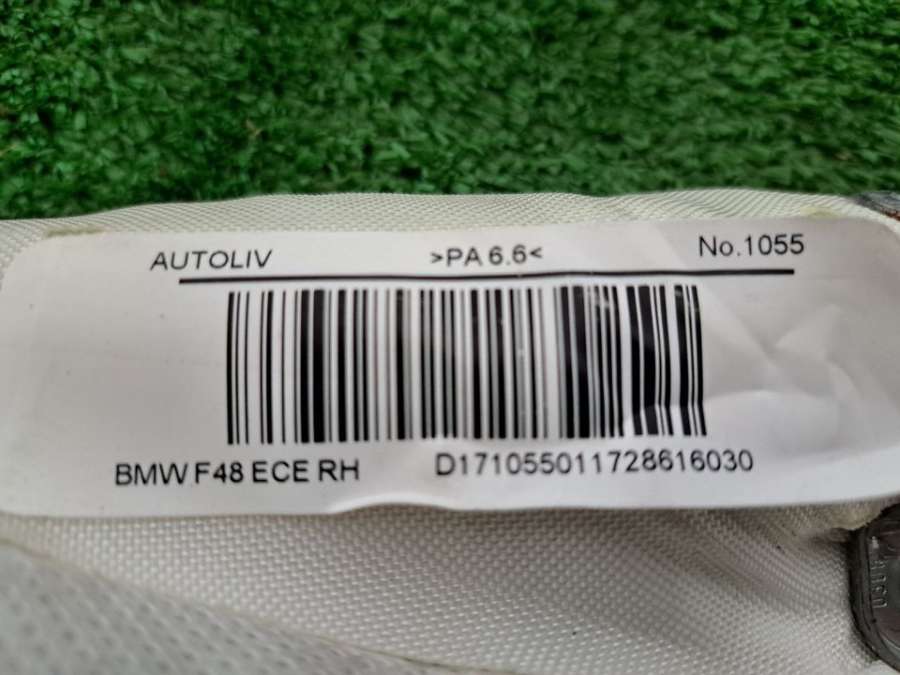 AUTOLIV >PA 6.6< No.1055
BMW F48 ECE RH D171055011728616030